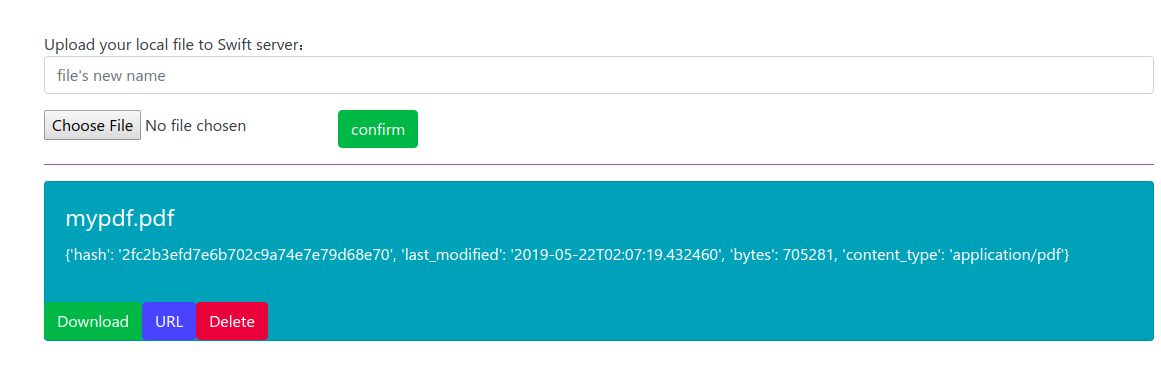 Upload your local file to Swift server：
file's new name
Choose File No file chosen confirm
mypdf.pdf
{'hash': '2fc2b3efd7e6b702c9a74e7e79d68e70', 'last_modified': '2019-05-22T02:07:19.432460', 'bytes': 705281, 'content_type': 'application/pdf'}
Download URL Delete